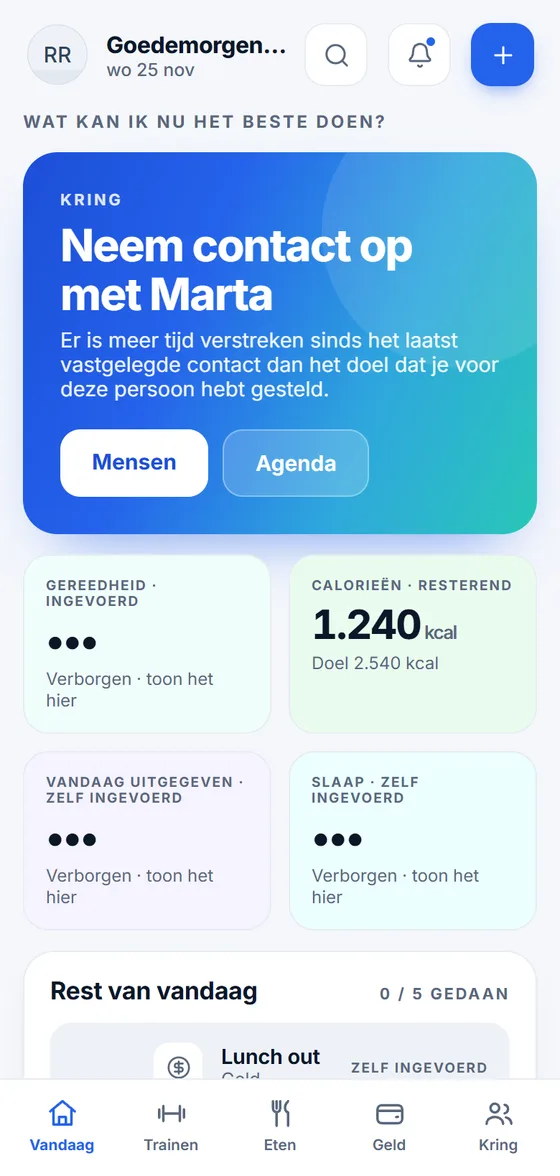 RR
Goedemorgen...
wo 25 nov
WAT KAN IK NU HET BESTE DOEN?
KRING
Neem contact op
met Marta
Er is meer tijd verstreken sinds het laatst
vastgelegde contact dan het doel dat je voor
deze persoon hebt gesteld.
Mensen
Agenda
GEREEDHEID ·
INGEVOERD
●●●
Verborgen · toon het
hier
CALORIEËN · RESTEREND
1.240 kcal
Doel 2.540 kcal
VANDAAG UITGEGEVEN ·
ZELF INGEVOERD
●●●
Verborgen · toon het
hier
SLAAP · ZELF
INGEVOERD
●●●
Verborgen · toon het
hier
Rest van vandaag
0 / 5 GEDAAN
Lunch out
ZELF INGEVOERD
Geld
Vandaag
Trainen
Eten
Geld
Kring